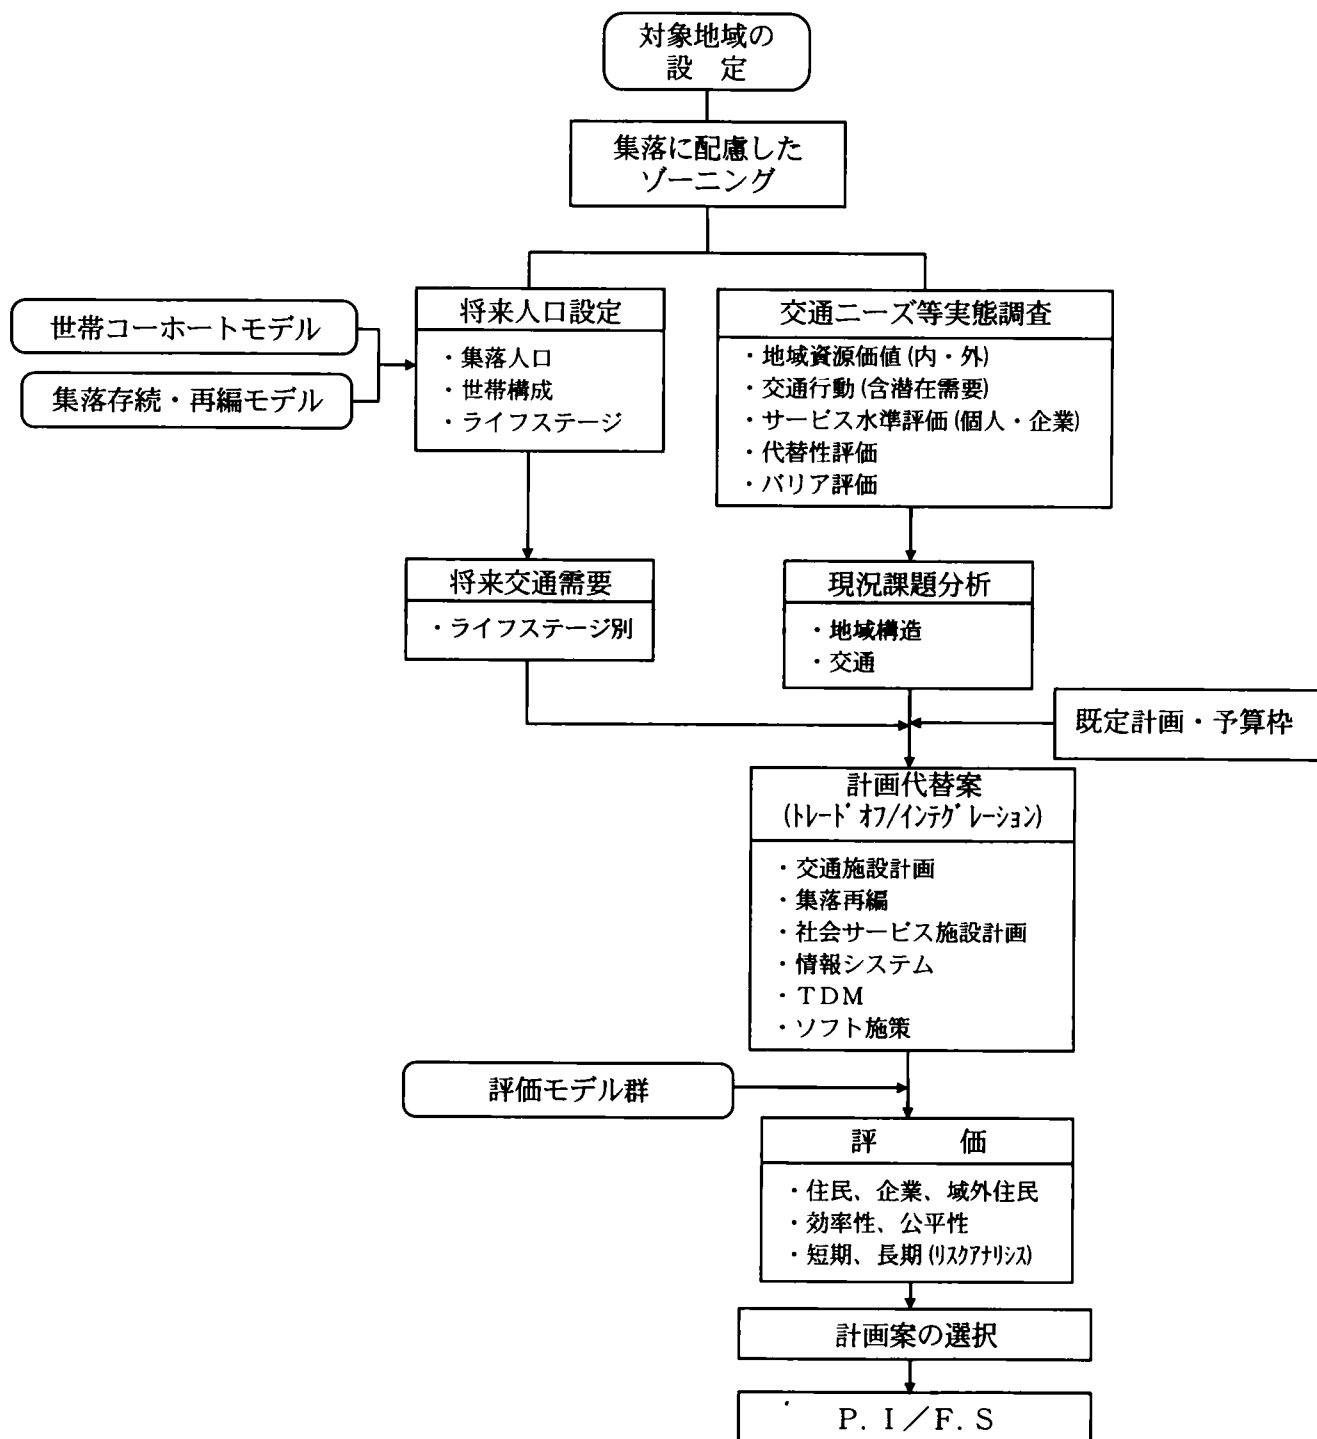 対象地域の
設 定
集落に配慮した
ゾーニング
世帯コーホートモデル
集落存続・再編モデル
将来人口設定
・集落人口
・世帯構成
・ライフステージ
交通ニーズ等実態調査
・地域資源価値(内・外)
・交通行動(含潜在需要)
・サービス水準評価(個人・企業)
・代替性評価
・バリア評価
将来交通需要
・ライフステージ別
現況課題分析
・地域構造
・交通
既定計画・予算枠
計画代替案
(ﾄﾚｰﾄﾞｵﾌ/ｲﾝﾃｸﾞﾚｰｼｮﾝ)
・交通施設計画
・集落再編
・社会サービス施設計画
・情報システム
・TDM
・ソフト施策
評価モデル群
評 価
・住民、企業、域外住民
・効率性、公平性
・短期、長期(ﾘｽｸｱﾅﾘｼｽ)
計画案の選択
P. I／F. S